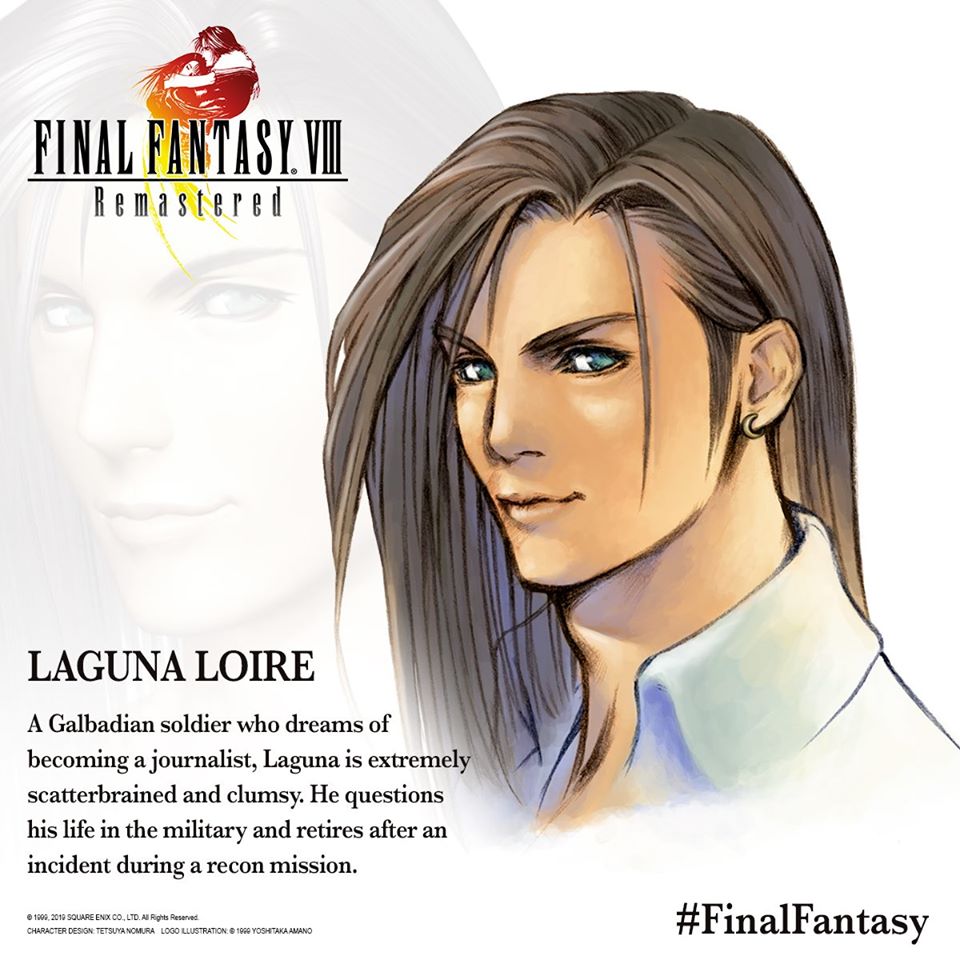 FINAL FANTASY® VIII
Remastered
LAGUNA LOIRE
A Galbadian soldier who dreams of
becoming a journalist, Laguna is extremely
scatterbrained and clumsy. He questions
his life in the military and retires after an
incident during a recon mission.
© 1999, 2019 SQUARE ENIX CO., LTD. All Rights Reserved.
CHARACTER DESIGN: TETSUYA NOMURA LOGO ILLUSTRATION: © 1999 YOSHITAKA AMANO
#FinalFantasy